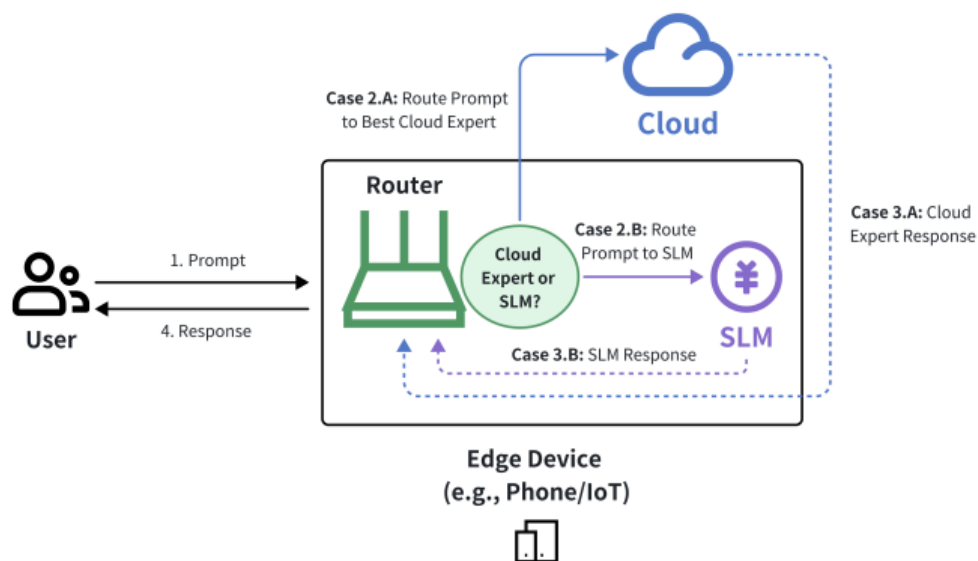 Case 2.A: Route Prompt
to Best Cloud Expert
Cloud
Router
Case 3.A: Cloud
Expert Response
Case 2.B: Route
Prompt to SLM
Cloud
Expert or
SLM?
1. Prompt
¥
User
4. Response
SLM
Case 3.B: SLM Response
Edge Device
(e.g., Phone/IoT)